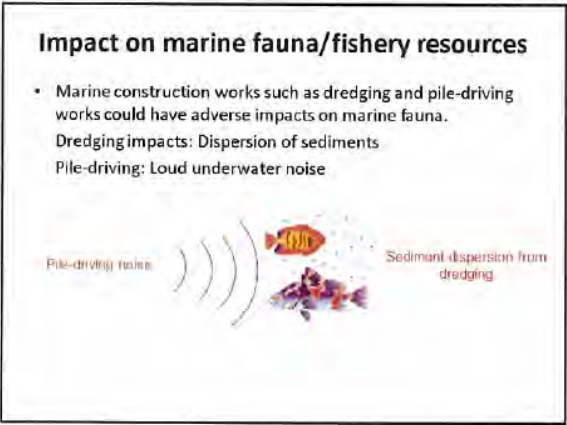 Impact on marine fauna/fishery resources
• Marine construction works such as dredging and pile-driving
works could have adverse impacts on marine fauna.
Dredging impacts: Dispersion of sediments
Pile-driving: Loud underwater noise
Pile-driving noise
Sediment dispersion from
dredging